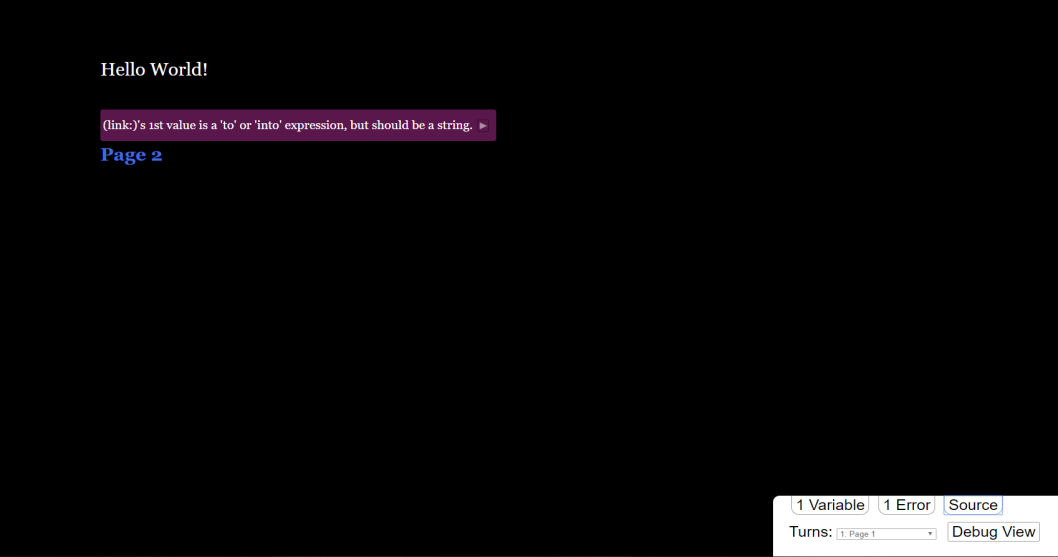 Hello World!
(link:)'s 1st value is a 'to' or 'into' expression, but should be a string. ▶
Page 2
1 Variable 1 Error Source
Turns: 1: Page 1 ▾ Debug View